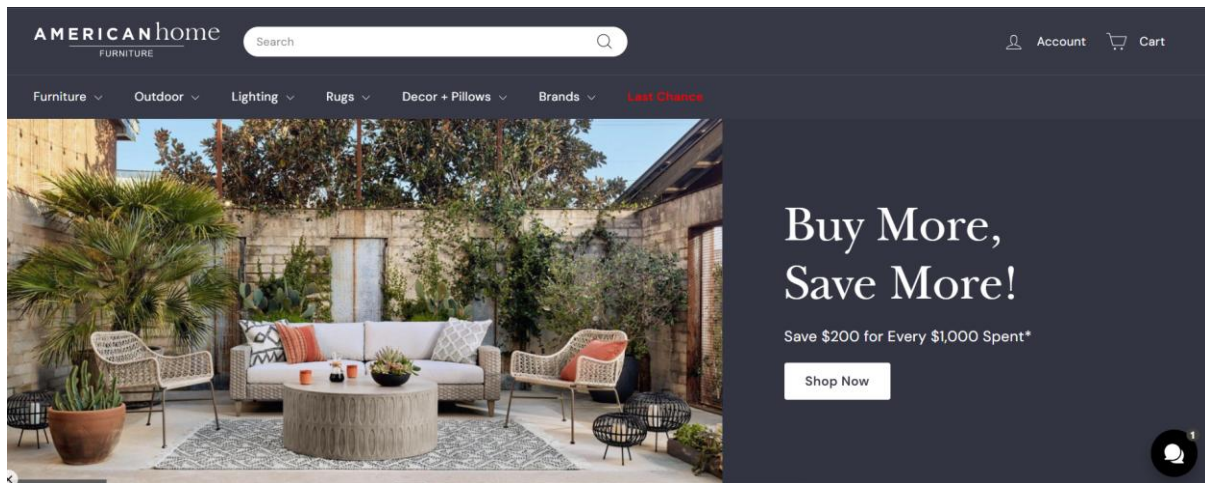 AMERICANhome
FURNITURE
Search
Account
Cart
Furniture
Outdoor
Lighting
Rugs
Decor + Pillows
Brands
Last Chance
Buy More,
Save More!
Save $200 for Every $1,000 Spent*
Shop Now
1